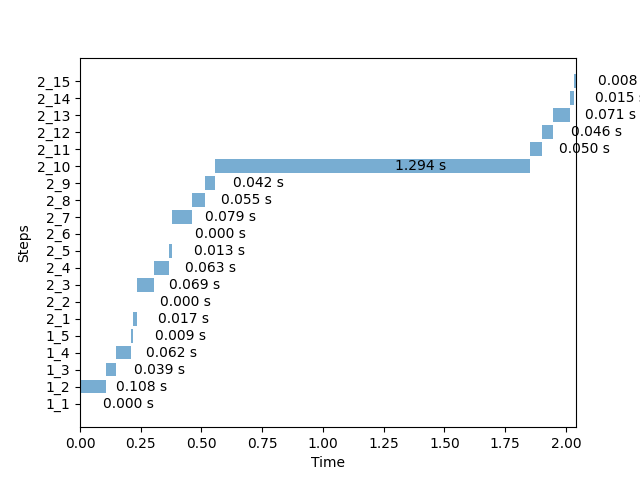 2_15 0.008
2_14 0.015 s
2_13 0.071 s
2_12 0.046 s
2_11 0.050 s
2_10 1.294 s
2_9 0.042 s
2_8 0.055 s
2_7 0.079 s
2_6 0.000 s
2_5 0.013 s
2_4 0.063 s
2_3 0.069 s
2_2 0.000 s
2_1 0.017 s
1_5 0.009 s
1_4 0.062 s
1_3 0.039 s
1_2 0.108 s
1_1 0.000 s
Steps
0.00 0.25 0.50 0.75 1.00 1.25 1.50 1.75 2.00
Time